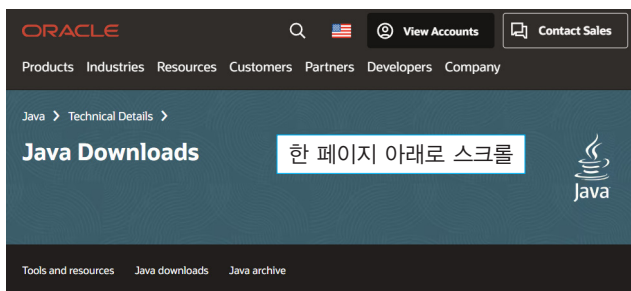 ORACLE View Accounts Contact Sales
Products Industries Resources Customers Partners Developers Company
Java > Technical Details >
Java Downloads
한 페이지 아래로 스크롤
Java
Tools and resources Java downloads Java archive